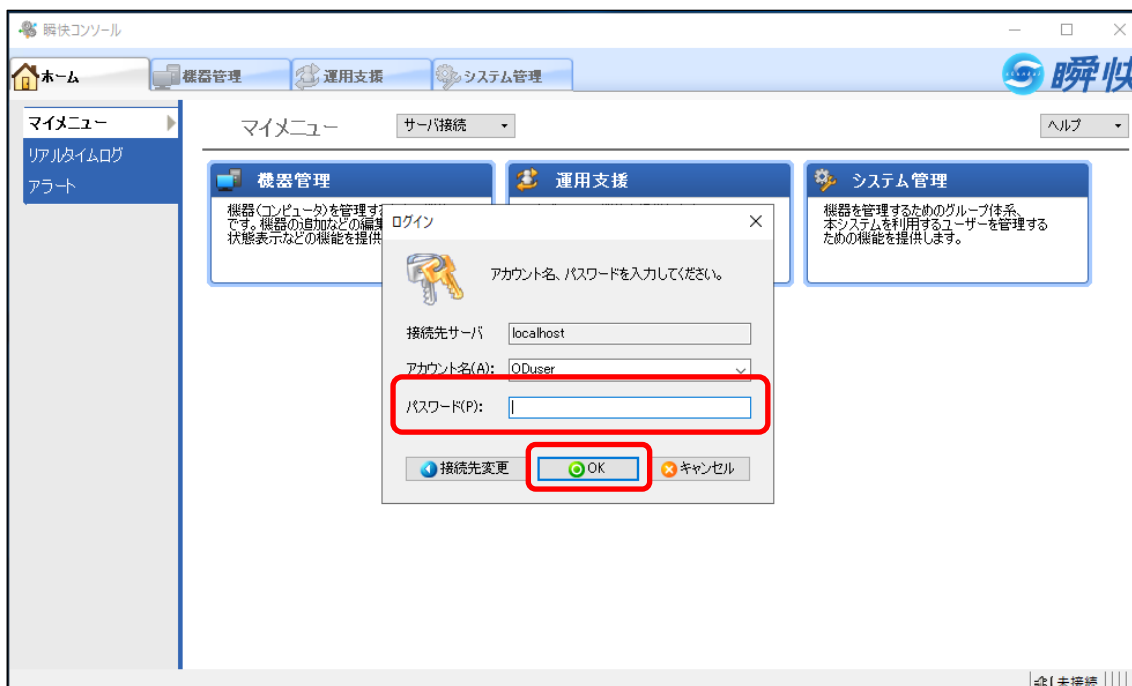 瞬快コンソール
ホーム
機器管理
運用支援
システム管理
瞬快
マイメニュー
リアルタイムログ
アラート
マイメニュー
サーバ接続
ヘルプ
機器管理
機器(コンピュータ)を管理す
です。機器の追加などの編集
状態表示などの機能を提供
運用支援
システム管理
機器を管理するためのグループ体系、
本システムを利用するユーザーを管理する
ための機能を提供します。
ログイン
アカウント名、パスワードを入力してください。
接続先サーバ
localhost
アカウント名(A):
ODuser
パスワード(P):
接続先変更
OK
キャンセル
未接続